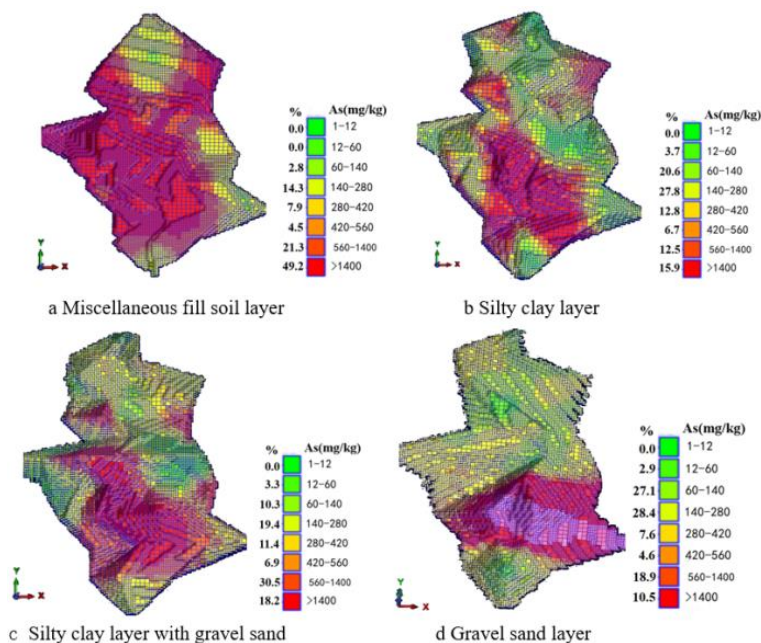 % As(mg/kg)
0.0 1-12
0.0 12-60
2.8 60-140
14.3 140-280
7.9 280-420
4.5 420-560
21.3 560-1400
49.2 >1400
Y
X
a Miscellaneous fill soil layer
% As(mg/kg)
0.0 1-12
3.7 12-60
20.6 60-140
27.8 140-280
12.8 280-420
6.7 420-560
12.5 560-1400
15.9 >1400
Y
X
b Silty clay layer
% As(mg/kg)
0.0 1-12
3.3 12-60
10.3 60-140
19.4 140-280
11.4 280-420
6.9 420-560
30.5 560-1400
18.2 >1400
Y
X
c Silty clay layer with gravel sand
% As(mg/kg)
0.0 1-12
2.9 12-60
27.1 60-140
28.4 140-280
7.6 280-420
4.6 420-560
18.9 560-1400
10.5 >1400
X
d Gravel sand layer